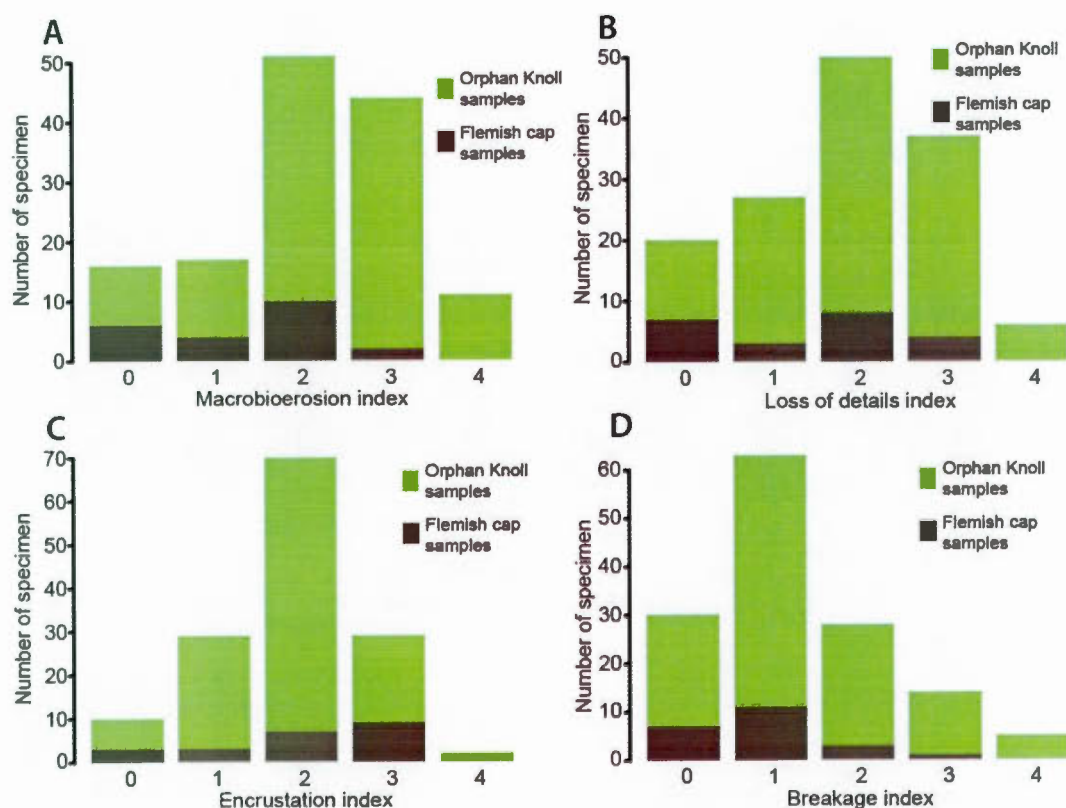 A
50
40
30
20
10
0
Number of specimen
Orphan Knoll
samples
Flemish cap
samples
0 1 2 3 4
Macrobioerosion index
B
50
40
30
20
10
0
Number of specimen
Orphan Knoll
samples
Flemish cap
samples
0 1 2 3 4
Loss of details index
C
70
60
50
40
30
20
10
0
Number of specimen
Orphan Knoll
samples
Flemish cap
samples
0 1 2 3 4
Encrustation index
D
60
50
40
30
20
10
0
Number of specimen
Orphan Knoll
samples
Flemish cap
samples
0 1 2 3 4
Breakage index